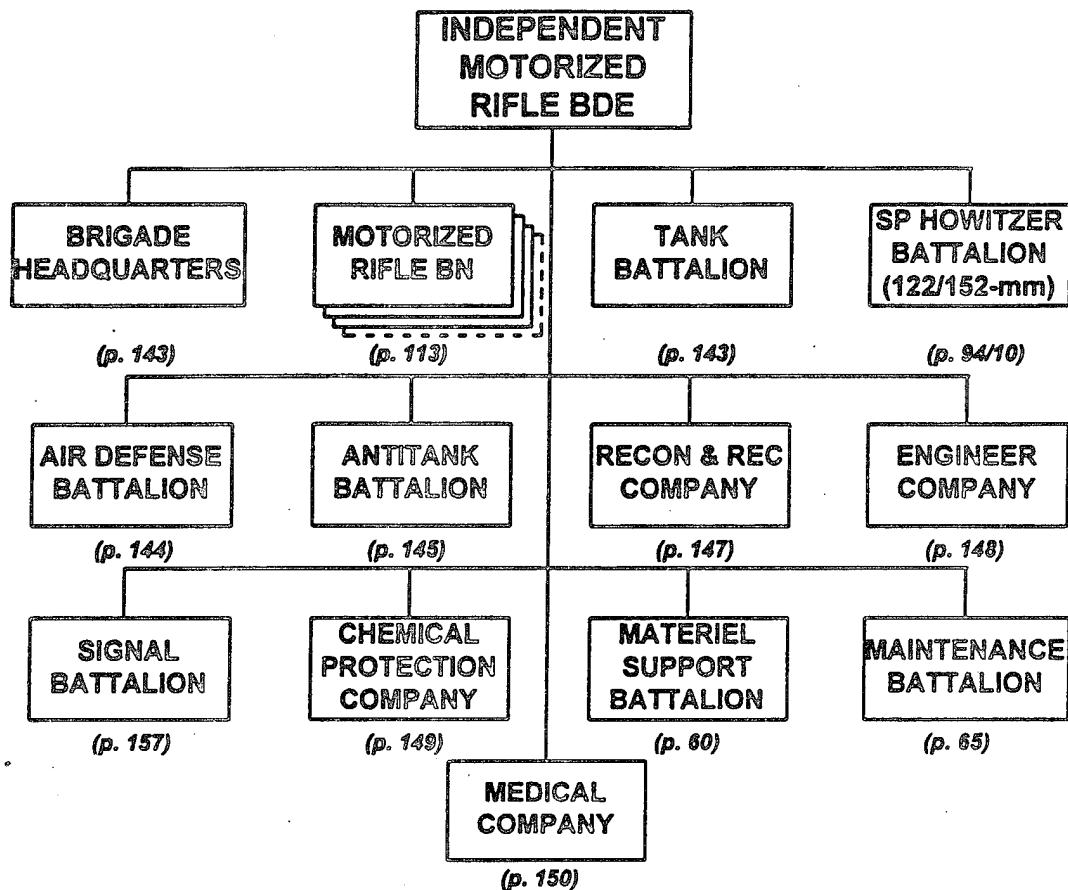 INDEPENDENT
MOTORIZED
RIFLE BDE
BRIGADE
HEADQUARTERS
(p. 143)
MOTORIZED
RIFLE BN
(p. 113)
TANK
BATTALION
(p. 143)
SP HOWITZER
BATTALION
(122/152-mm)
(p. 94/10)
AIR DEFENSE
BATTALION
(p. 144)
ANTITANK
BATTALION
(p. 145)
RECON & REC
COMPANY
(p. 147)
ENGINEER
COMPANY
(p. 148)
SIGNAL
BATTALION
(p. 157)
CHEMICAL
PROTECTION
COMPANY
(p. 149)
MATERIEL
SUPPORT
BATTALION
(p. 60)
MAINTENANCE
BATTALION
(p. 65)
MEDICAL
COMPANY
(p. 150)